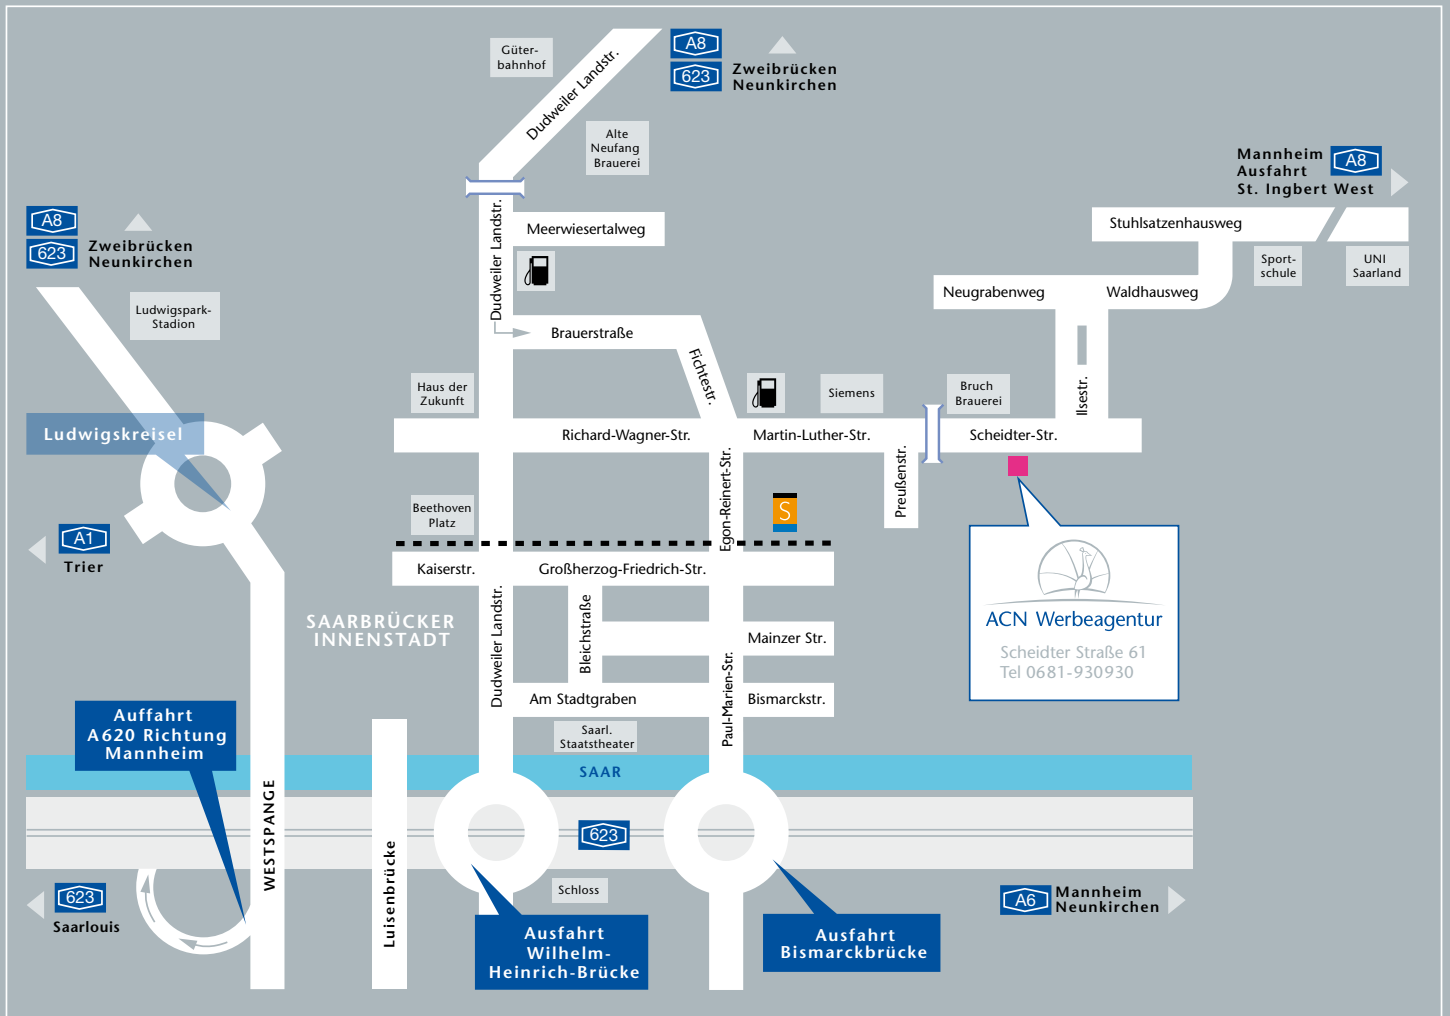 Güter-
bahnhof
Dudweiler Landstr.
A8
623
Zweibrücken
Neunkirchen
Alte
Neufang
Brauerei
Mannheim
Ausfahrt
St. Ingbert West
A8
A8
623
Zweibrücken
Neunkirchen
Dudweiler Landstr.
Meerwiesertalweg
Stuhlsatzenhausweg
Sport-
schule
UNI
Saarland
Ludwigspark-
Stadion
Neugrabenweg
Waldhausweg
Brauerstraße
Fichtestr.
Haus der
Zukunft
Siemens
Bruch
Brauerei
Ilsestr.
Ludwigskreisel
Richard-Wagner-Str.
Martin-Luther-Str.
Scheidter-Str.
Egon-Reinert-Str.
Preußenstr.
Beethoven
Platz
S
A1
Trier
Kaiserstr.
Großherzog-Friedrich-Str.
SAARBRÜCKER
INNENSTADT
Dudweiler Landstr.
Bleichstraße
Mainzer Str.
ACN Werbeagentur
Scheidter Straße 61
Tel 0681-930930
Am Stadtgraben
Paul-Marien-Str.
Bismarckstr.
Auffahrt
A620 Richtung
Mannheim
Saarl.
Staatstheater
SAAR
WESTSPANGE
Luisenbrücke
623
623
Saarlouis
Schloss
A6
Mannheim
Neunkirchen
Ausfahrt
Wilhelm-
Heinrich-Brücke
Ausfahrt
Bismarckbrücke